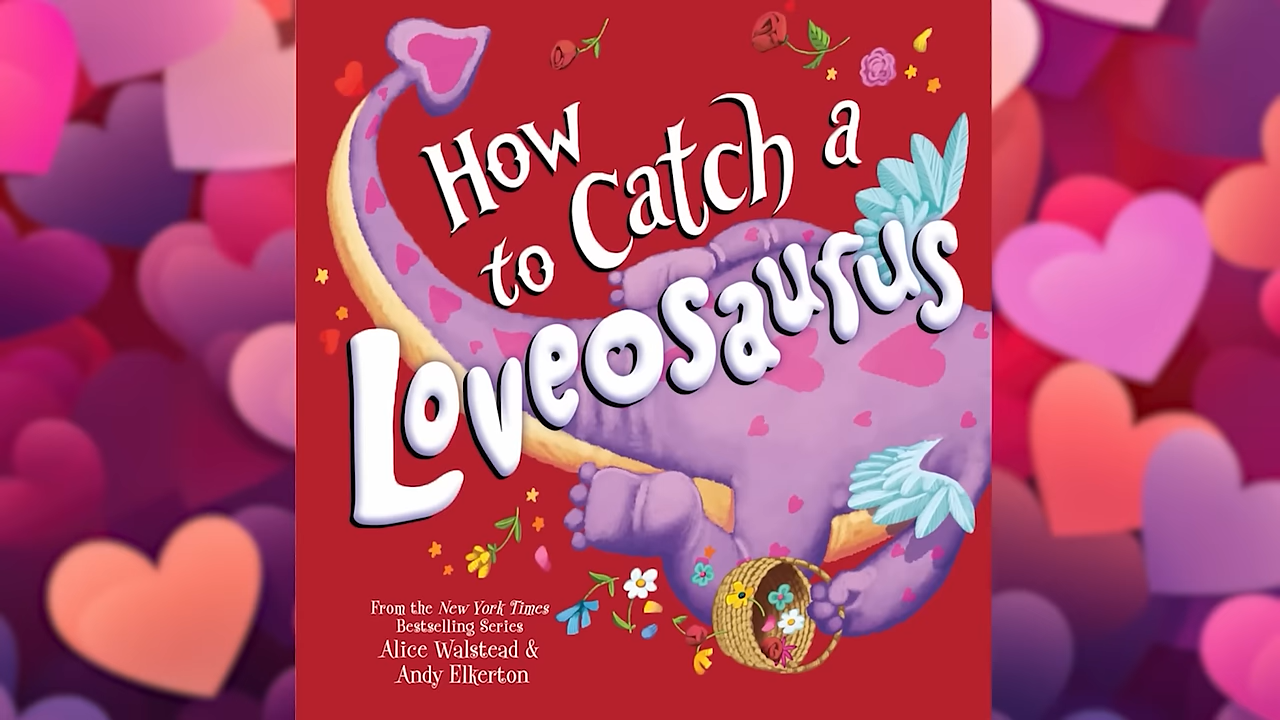 How
to Catch a
Loveosaurus
From the New York Times
Bestselling Series
Alice Walstead &
Andy Elkerton